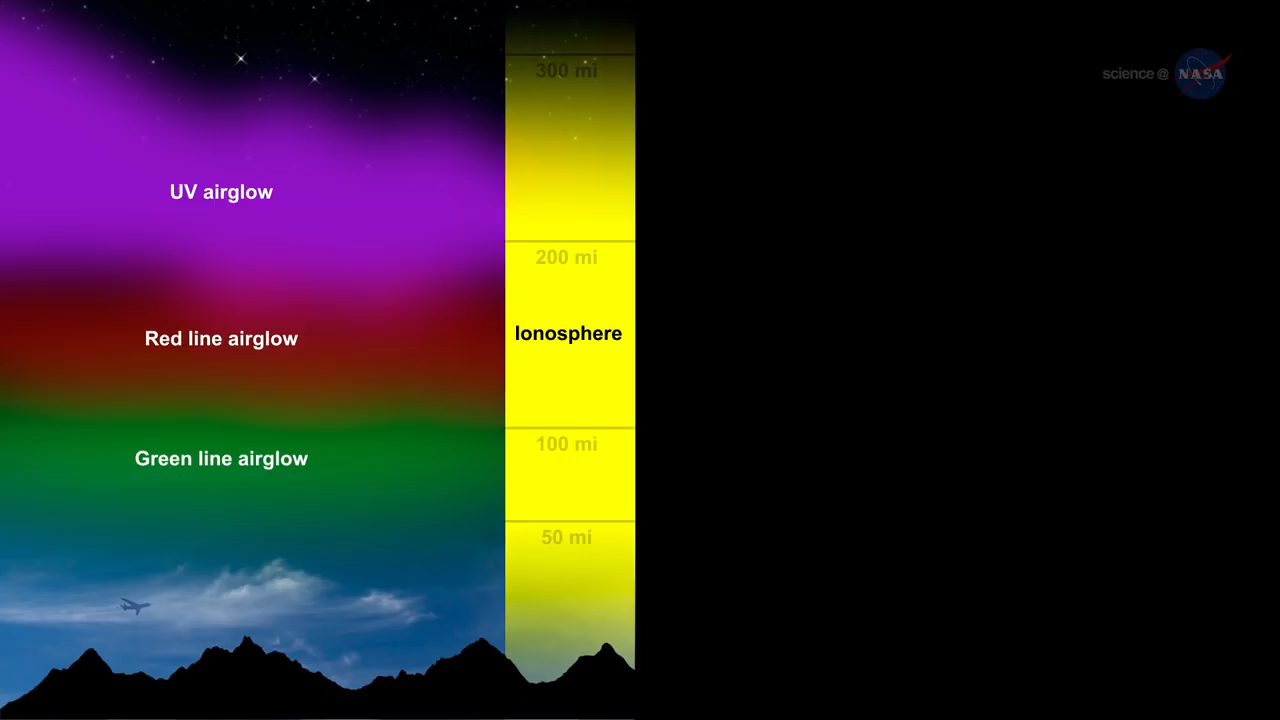 science @ NASA
300 mi
UV airglow
200 mi
Ionosphere
Red line airglow
100 mi
Green line airglow
50 mi